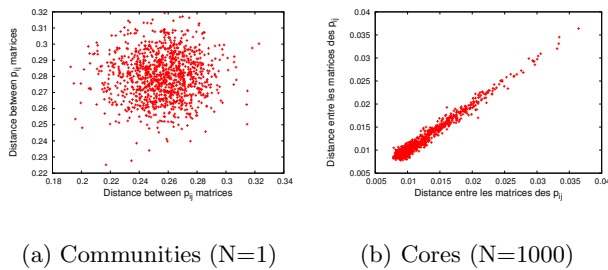 Distance between p_ij matrices
0.32
0.31
0.3
0.29
0.28
0.27
0.26
0.25
0.24
0.23
0.22
0.18 0.2 0.22 0.24 0.26 0.28 0.3 0.32 0.34
Distance between p_ij matrices
(a) Communities (N=1)
Distance entre les matrices des p_ij
0.04
0.035
0.03
0.025
0.02
0.015
0.01
0.005
0.005 0.01 0.015 0.02 0.025 0.03 0.035 0.04
Distance entre les matrices des p_ij
(b) Cores (N=1000)